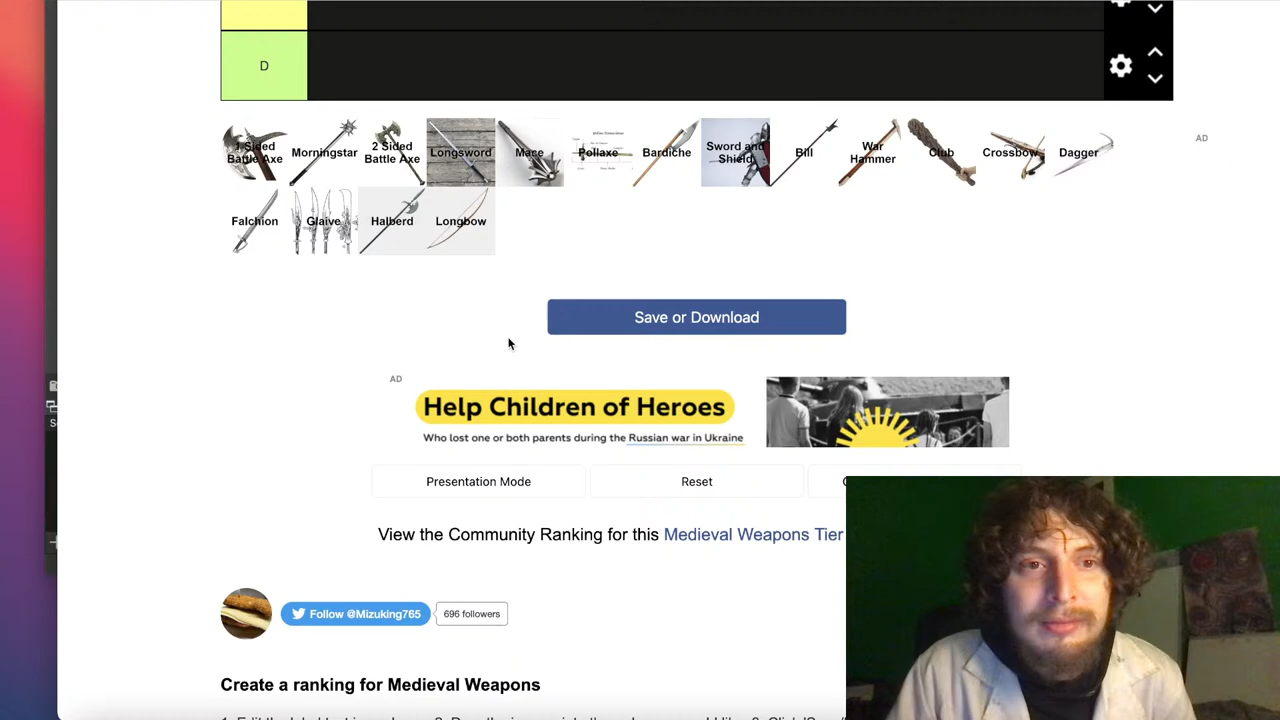 D
1 Sided
Battle Axe
Morningstar
2 Sided
Battle Axe
Longsword
Mace
Pollaxe
Bardiche
Sword and
Shield
Bill
War
Hammer
Club
Crossbow
Dagger
AD
Falchion
Glaive
Halberd
Longbow
Save or Download
AD
Help Children of Heroes
Who lost one or both parents during the Russian war in Ukraine
Presentation Mode
Reset
View the Community Ranking for this Medieval Weapons Tier
Follow @Mizuking765
696 followers
Create a ranking for Medieval Weapons